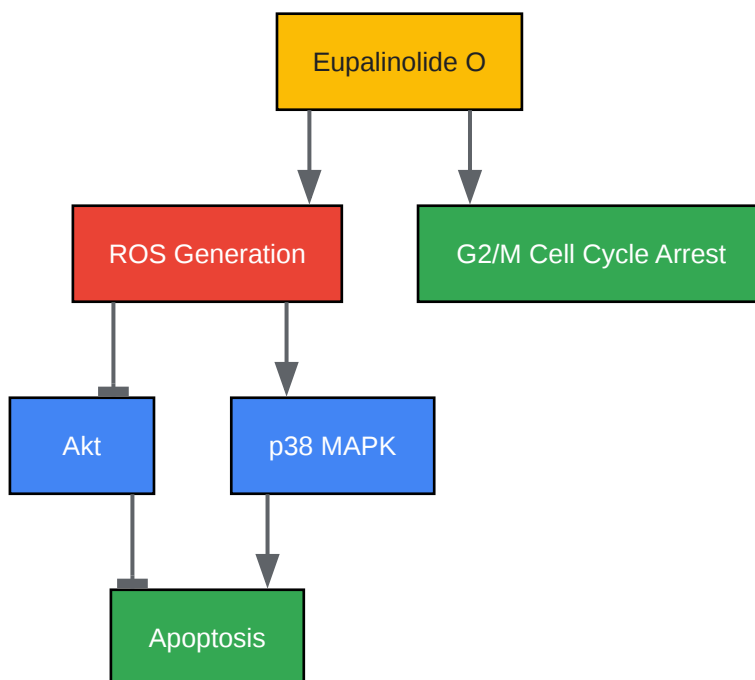 Eupalinolide O
ROS Generation
G2/M Cell Cycle Arrest
Akt
p38 MAPK
Apoptosis